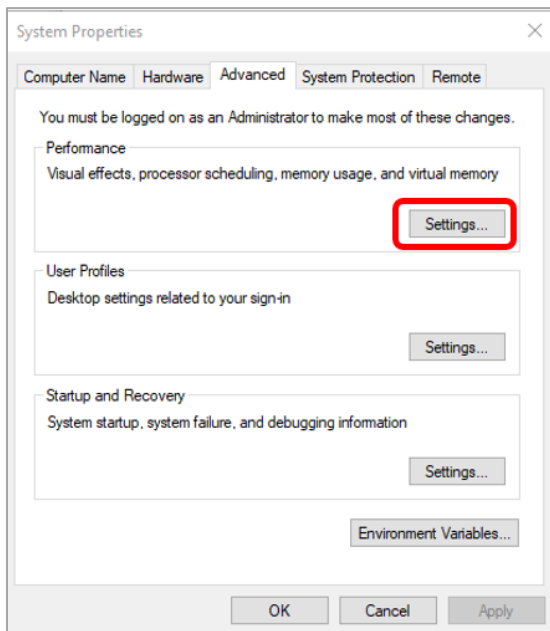 System Properties
Computer Name Hardware Advanced System Protection Remote
You must be logged on as an Administrator to make most of these changes.
Performance
Visual effects, processor scheduling, memory usage, and virtual memory
Settings...
User Profiles
Desktop settings related to your sign-in
Settings...
Startup and Recovery
System startup, system failure, and debugging information
Settings...
Environment Variables...
OK Cancel Apply